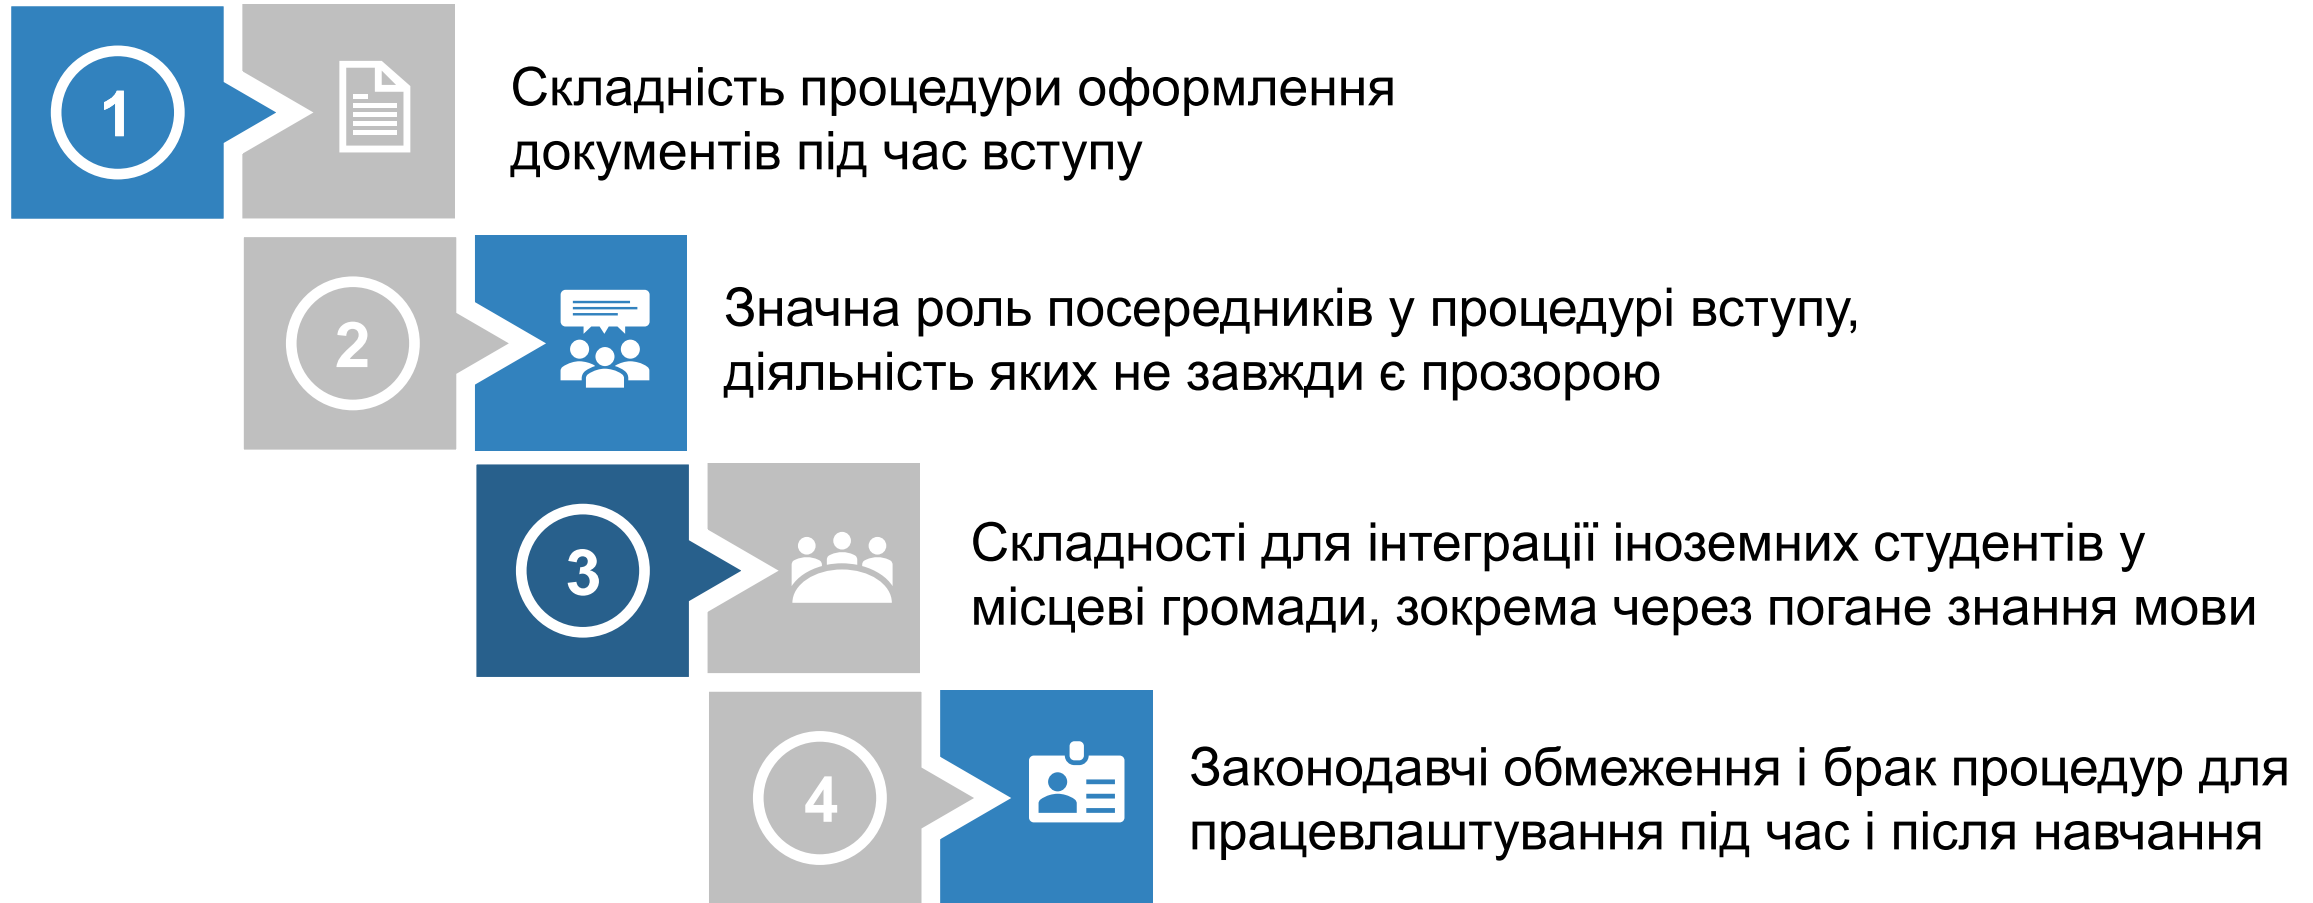 1
Складність процедури оформлення
документів під час вступу
2
Значна роль посередників у процедурі вступу,
діяльність яких не завжди є прозорою
3
Складності для інтеграції іноземних студентів у
місцеві громади, зокрема через погане знання мови
4
Законодавчі обмеження і брак процедур для
працевлаштування під час і після навчання